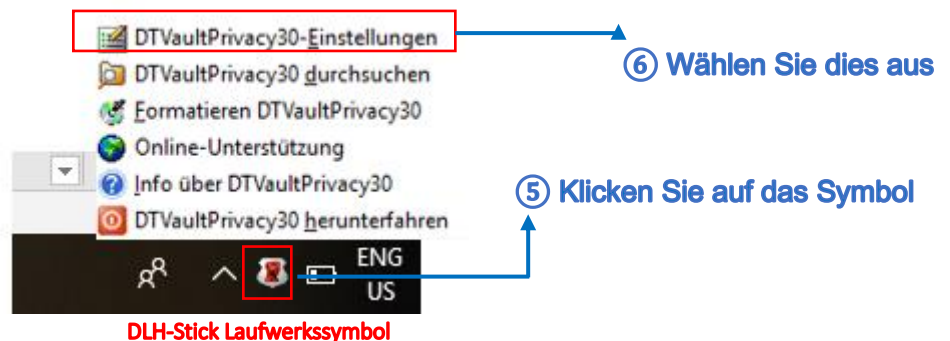 DTVaultPrivacy30-Einstellungen
⑥ Wählen Sie dies aus
DTVaultPrivacy30 durchsuchen
Formatieren DTVaultPrivacy30
Online-Unterstützung
Info über DTVaultPrivacy30
⑤ Klicken Sie auf das Symbol
DTVaultPrivacy30 herunterfahren
ENG
US
DLH-Stick Laufwerkssymbol